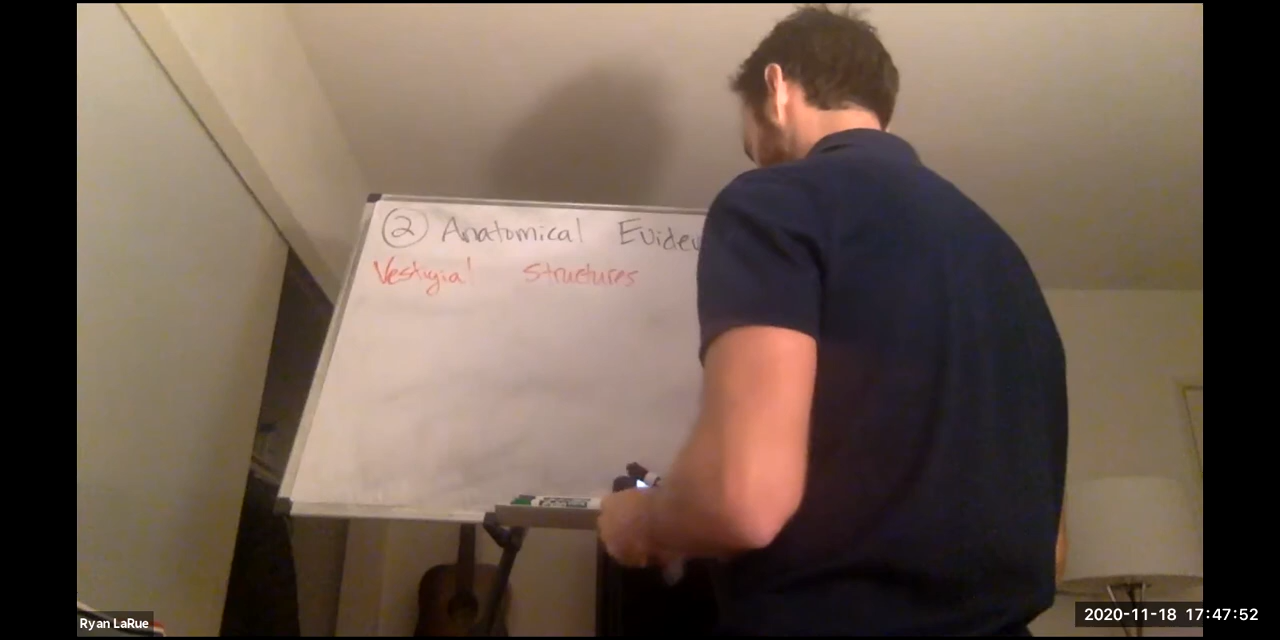 ② Anatomical Eviden
Vestigial structures
Ryan LaRue
2020-11-18 17:47:52